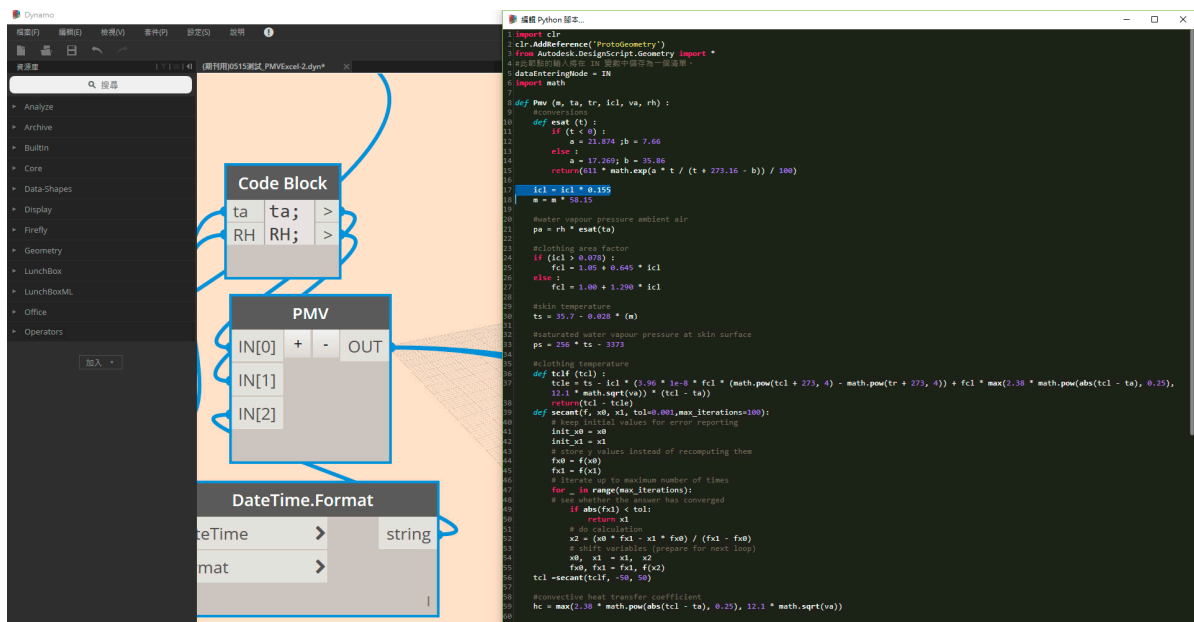 Dynamo
檔案(F) 編輯(E) 檢視(V) 套件(P) 設定(S) 說明
資源庫
(期刊用)0515測試_PMVExcel-2.dyn*
搜尋
Analyze
Archive
BuiltIn
Core
Data-Shapes
Display
Firefly
Geometry
LunchBox
LunchBoxML
Office
Operators
加入
Code Block
ta ta; >
RH RH; >
PMV
IN[0] + - OUT
IN[1]
IN[2]
DateTime.Format
teTime > string
mat >
編輯 Python 腳本...
1 import clr
2 clr.AddReference('ProtoGeometry')
3 from Autodesk.DesignScript.Geometry import *
4 #此節點的輸入將在 IN 變數中儲存為一個清單。
5 dataEnteringNode = IN
6 import math
7
8 def Pmv (m, ta, tr, icl, va, rh) :
9 #conversions
10 def esat (t) :
11 if (t < 0) :
12 a = 21.874 ;b = 7.66
13 else :
14 a = 17.269; b = 35.86
15 return(611 * math.exp(a * t / (t + 273.16 - b)) / 100)
16
17 icl = icl * 0.155
18 m = m * 58.15
19
20 #water vapour pressure ambient air
21 pa = rh * esat(ta)
22
23 #clothing area factor
24 if (icl > 0.078) :
25 fcl = 1.05 + 0.645 * icl
26 else :
27 fcl = 1.00 + 1.290 * icl
28
29 #skin temperature
30 ts = 35.7 - 0.028 * (m)
31
32 #saturated water vapour pressure at skin surface
33 ps = 256 * ts - 3373
34
35 #clothing temperature
36 def tclf (tcl) :
37 tcle = ts - icl * (3.96 * 1e-8 * fcl * (math.pow(tcl + 273, 4) - math.pow(tr + 273, 4)) + fcl * max(2.38 * math.pow(abs(tcl - ta), 0.25),
12.1 * math.sqrt(va)) * (tcl - ta))
38 return(tcl - tcle)
39 def secant(f, x0, x1, tol=0.001,max_iterations=100):
40 # keep initial values for error reporting
41 init_x0 = x0
42 init_x1 = x1
43 # store y values instead of recomputing them
44 fx0 = f(x0)
45 fx1 = f(x1)
46 # iterate up to maximum number of times
47 for _ in range(max_iterations):
48 # see whether the answer has converged
49 if abs(fx1) < tol:
50 return x1
51 # do calculation
52 x2 = (x0 * fx1 - x1 * fx0) / (fx1 - fx0)
53 # shift variables (prepare for next loop)
54 x0, x1 = x1, x2
55 fx0, fx1 = fx1, f(x2)
56 tcl =secant(tclf, -50, 50)
57
58 #convective heat transfer coefficient
59 hc = max(2.38 * math.pow(abs(tcl - ta), 0.25), 12.1 * math.sqrt(va))
60